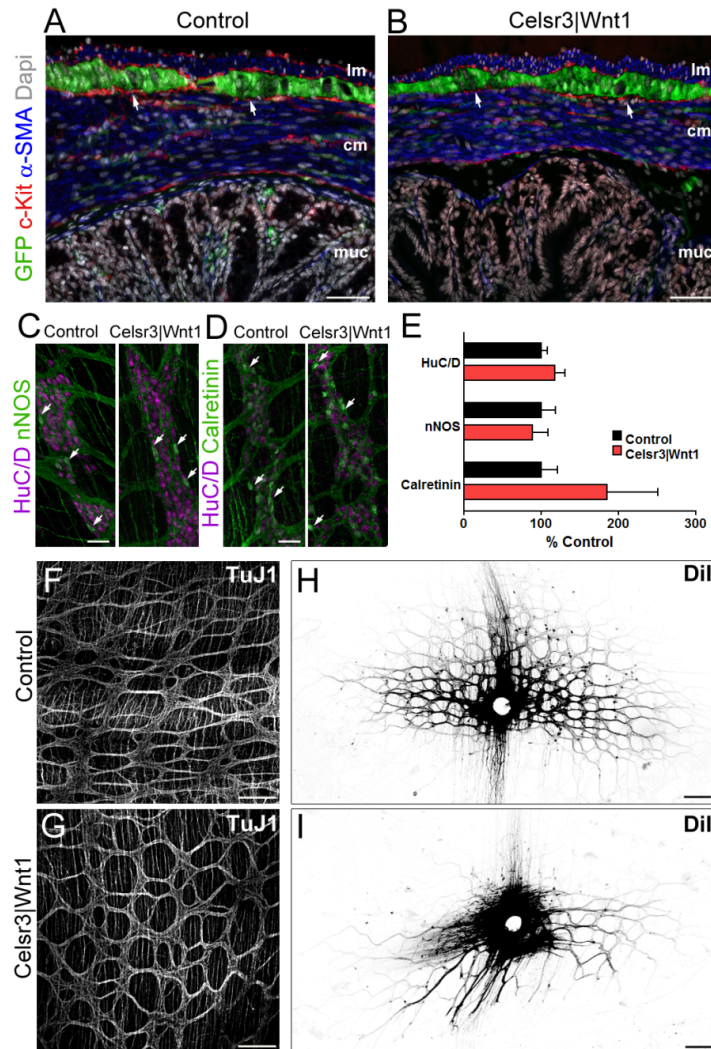 A Control
B Celsr3|Wnt1
GFP c-Kit α-SMA Dapi
lm
cm
muc
lm
cm
muc
C Control Celsr3|Wnt1
D Control Celsr3|Wnt1
HuC/D nNOS
HuC/D Calretinin
E
HuC/D
nNOS
Calretinin
Control
Celsr3|Wnt1
0 100 200 300
% Control
F TuJ1
Control
H DiI
G TuJ1
Celsr3|Wnt1
I DiI